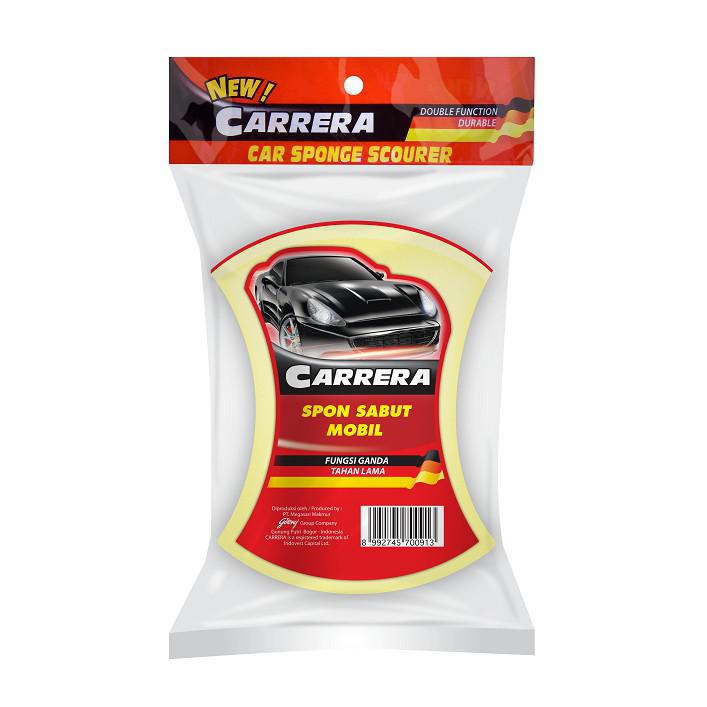 NEW!
CARRERA
DOUBLE FUNCTION
DURABLE
CAR SPONGE SCOURER
CARRERA
SPON SABUT
MOBIL
FUNGSI GANDA
TAHAN LAMA
Diproduksi oleh / Produced by :
PT. Megasari Makmur
Godrej Group Company
Gunung Putri Bogor - Indonesia
CARRERA is a registered trademark of
Indovest Capital Ltd.
8 992745 700913